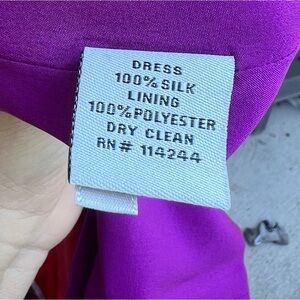 DRESS
100% SILK
LINING
100% POLYESTER
DRY CLEAN
RN# 114244